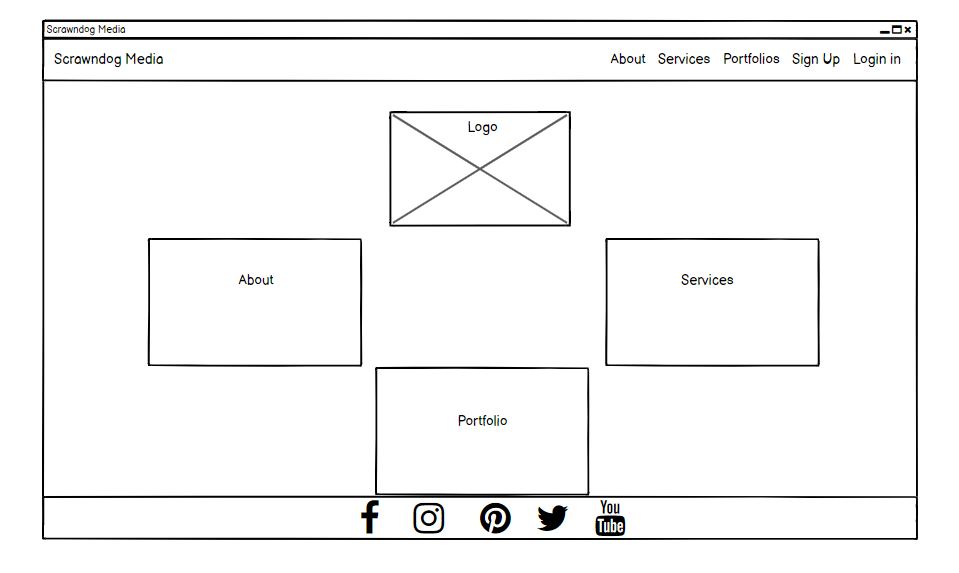 Scrawndog Media
Scrawndog Media
About Services Portfolios Sign Up Login in
Logo
About
Services
Portfolio
You
Tube